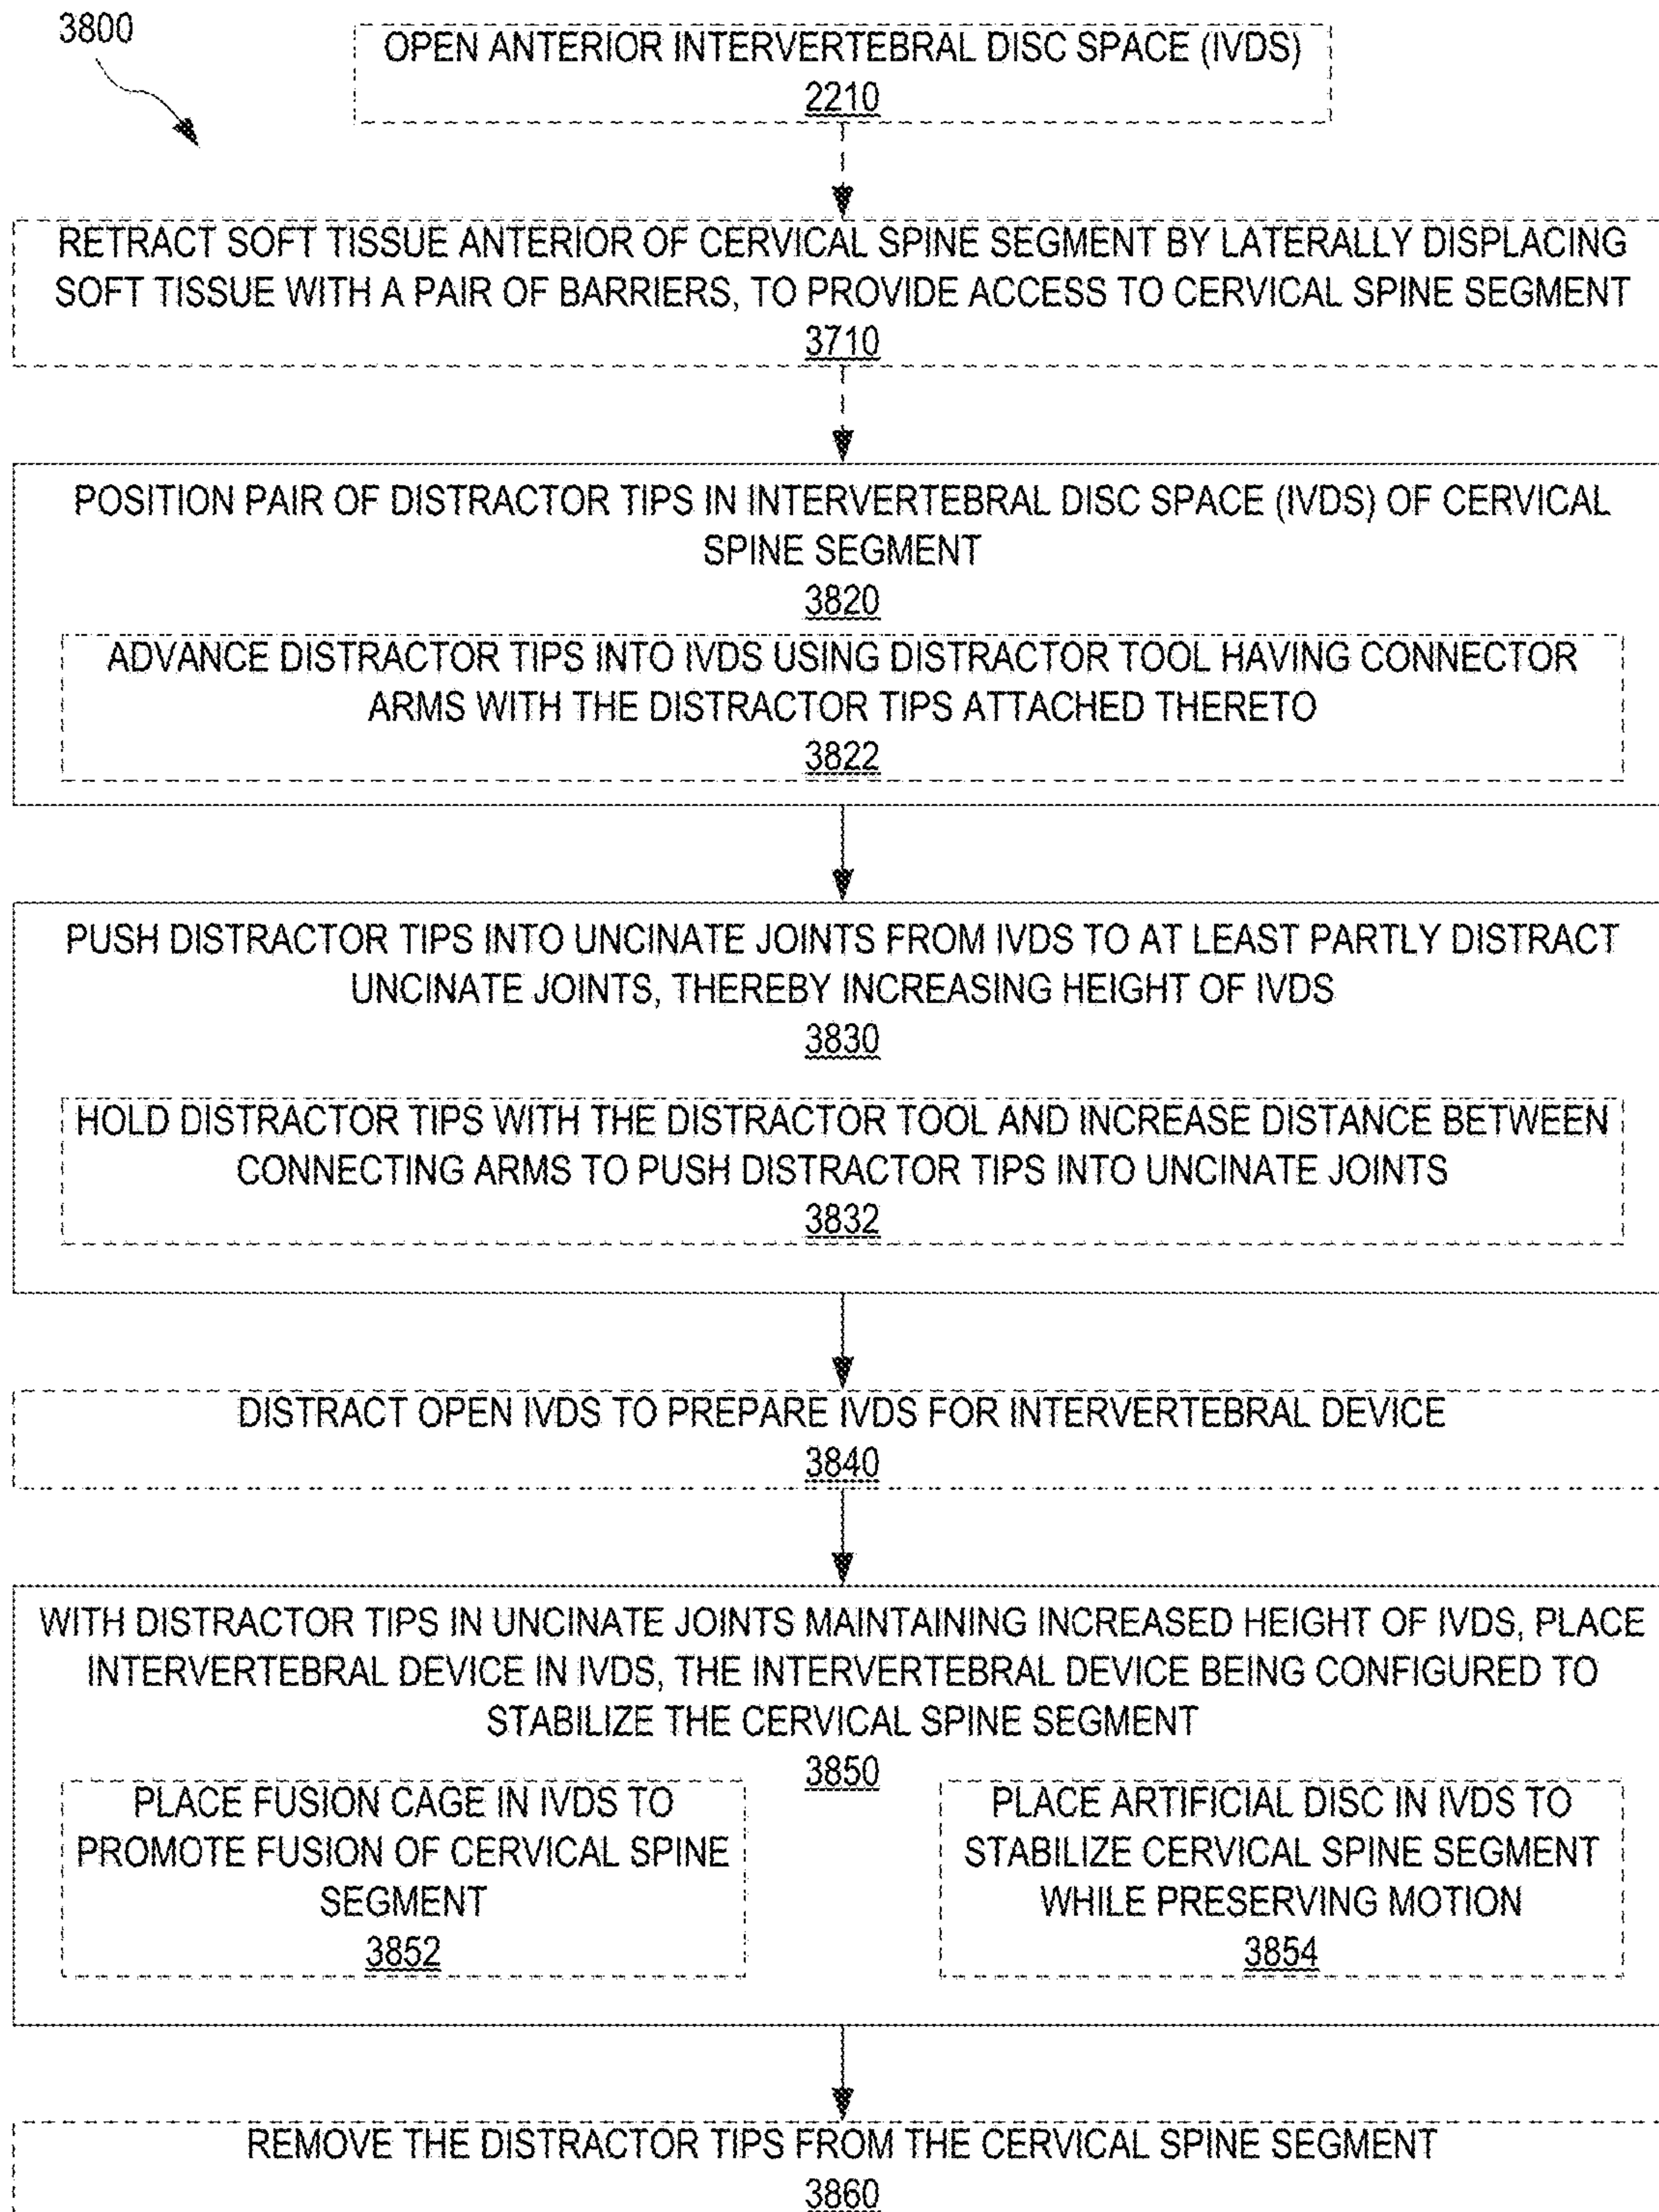 3800
OPEN ANTERIOR INTERVERTEBRAL DISC SPACE (IVDS)
2210
RETRACT SOFT TISSUE ANTERIOR OF CERVICAL SPINE SEGMENT BY LATERALLY DISPLACING
SOFT TISSUE WITH A PAIR OF BARRIERS, TO PROVIDE ACCESS TO CERVICAL SPINE SEGMENT
3710
POSITION PAIR OF DISTRACTOR TIPS IN INTERVERTEBRAL DISC SPACE (IVDS) OF CERVICAL
SPINE SEGMENT
3820
ADVANCE DISTRACTOR TIPS INTO IVDS USING DISTRACTOR TOOL HAVING CONNECTOR
ARMS WITH THE DISTRACTOR TIPS ATTACHED THERETO
3822
PUSH DISTRACTOR TIPS INTO UNCINATE JOINTS FROM IVDS TO AT LEAST PARTLY DISTRACT
UNCINATE JOINTS, THEREBY INCREASING HEIGHT OF IVDS
3830
HOLD DISTRACTOR TIPS WITH THE DISTRACTOR TOOL AND INCREASE DISTANCE BETWEEN
CONNECTING ARMS TO PUSH DISTRACTOR TIPS INTO UNCINATE JOINTS
3832
DISTRACT OPEN IVDS TO PREPARE IVDS FOR INTERVERTEBRAL DEVICE
3840
WITH DISTRACTOR TIPS IN UNCINATE JOINTS MAINTAINING INCREASED HEIGHT OF IVDS, PLACE
INTERVERTEBRAL DEVICE IN IVDS, THE INTERVERTEBRAL DEVICE BEING CONFIGURED TO
STABILIZE THE CERVICAL SPINE SEGMENT
3850
PLACE FUSION CAGE IN IVDS TO
PROMOTE FUSION OF CERVICAL SPINE
SEGMENT
3852
PLACE ARTIFICIAL DISC IN IVDS TO
STABILIZE CERVICAL SPINE SEGMENT
WHILE PRESERVING MOTION
3854
REMOVE THE DISTRACTOR TIPS FROM THE CERVICAL SPINE SEGMENT
3860